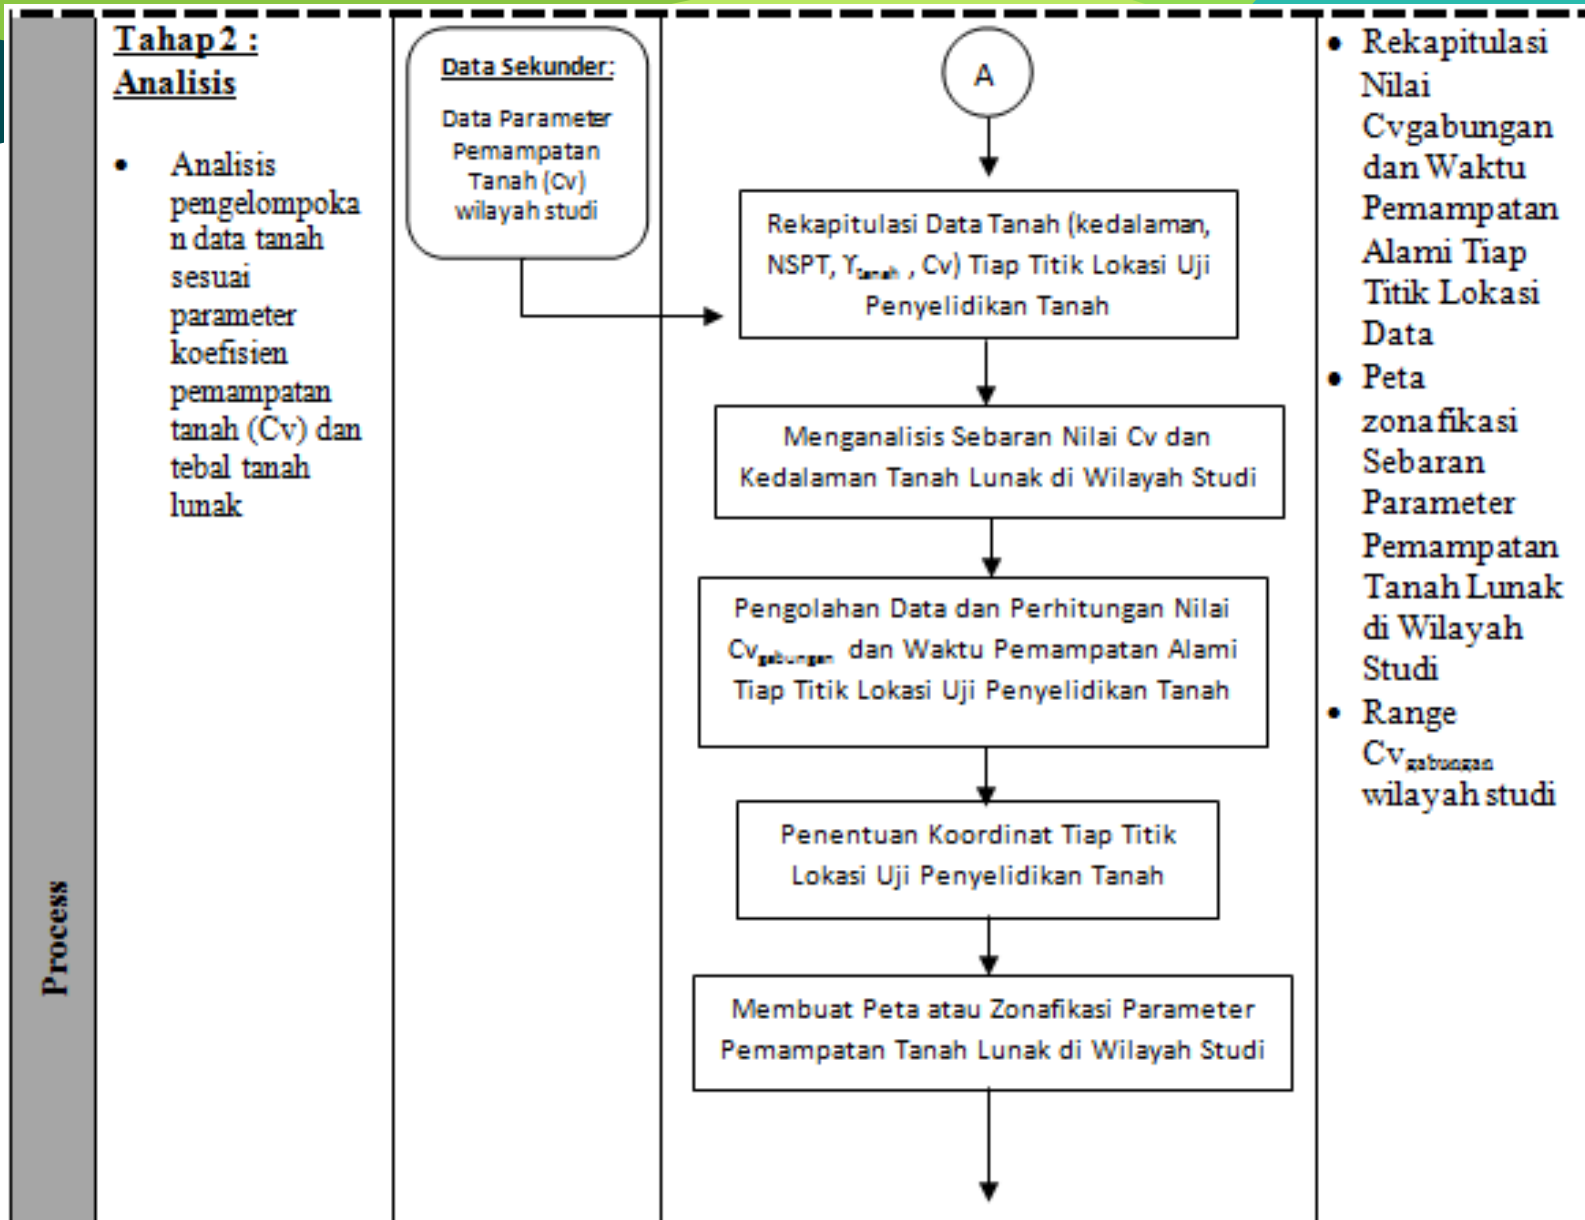 Process
Tahap 2 :
Analisis
• Analisis
pengelompoka
n data tanah
sesuai
parameter
koefisien
pemampatan
tanah (Cv) dan
tebal tanah
lunak
Data Sekunder:
Data Parameter
Pemampatan
Tanah (Cv)
wilayah studi
A
Rekapitulasi Data Tanah (kedalaman,
NSPT, ϒtanah , Cv) Tiap Titik Lokasi Uji
Penyelidikan Tanah
Menganalisis Sebaran Nilai Cv dan
Kedalaman Tanah Lunak di Wilayah Studi
Pengolahan Data dan Perhitungan Nilai
Cvgabungan dan Waktu Pemampatan Alami
Tiap Titik Lokasi Uji Penyelidikan Tanah
Penentuan Koordinat Tiap Titik
Lokasi Uji Penyelidikan Tanah
Membuat Peta atau Zonafikasi Parameter
Pemampatan Tanah Lunak di Wilayah Studi
• Rekapitulasi
Nilai
Cvgabungan
dan Waktu
Pemampatan
Alami Tiap
Titik Lokasi
Data
• Peta
zonafikasi
Sebaran
Parameter
Pemampatan
Tanah Lunak
di Wilayah
Studi
• Range
Cvgabungan
wilayah studi